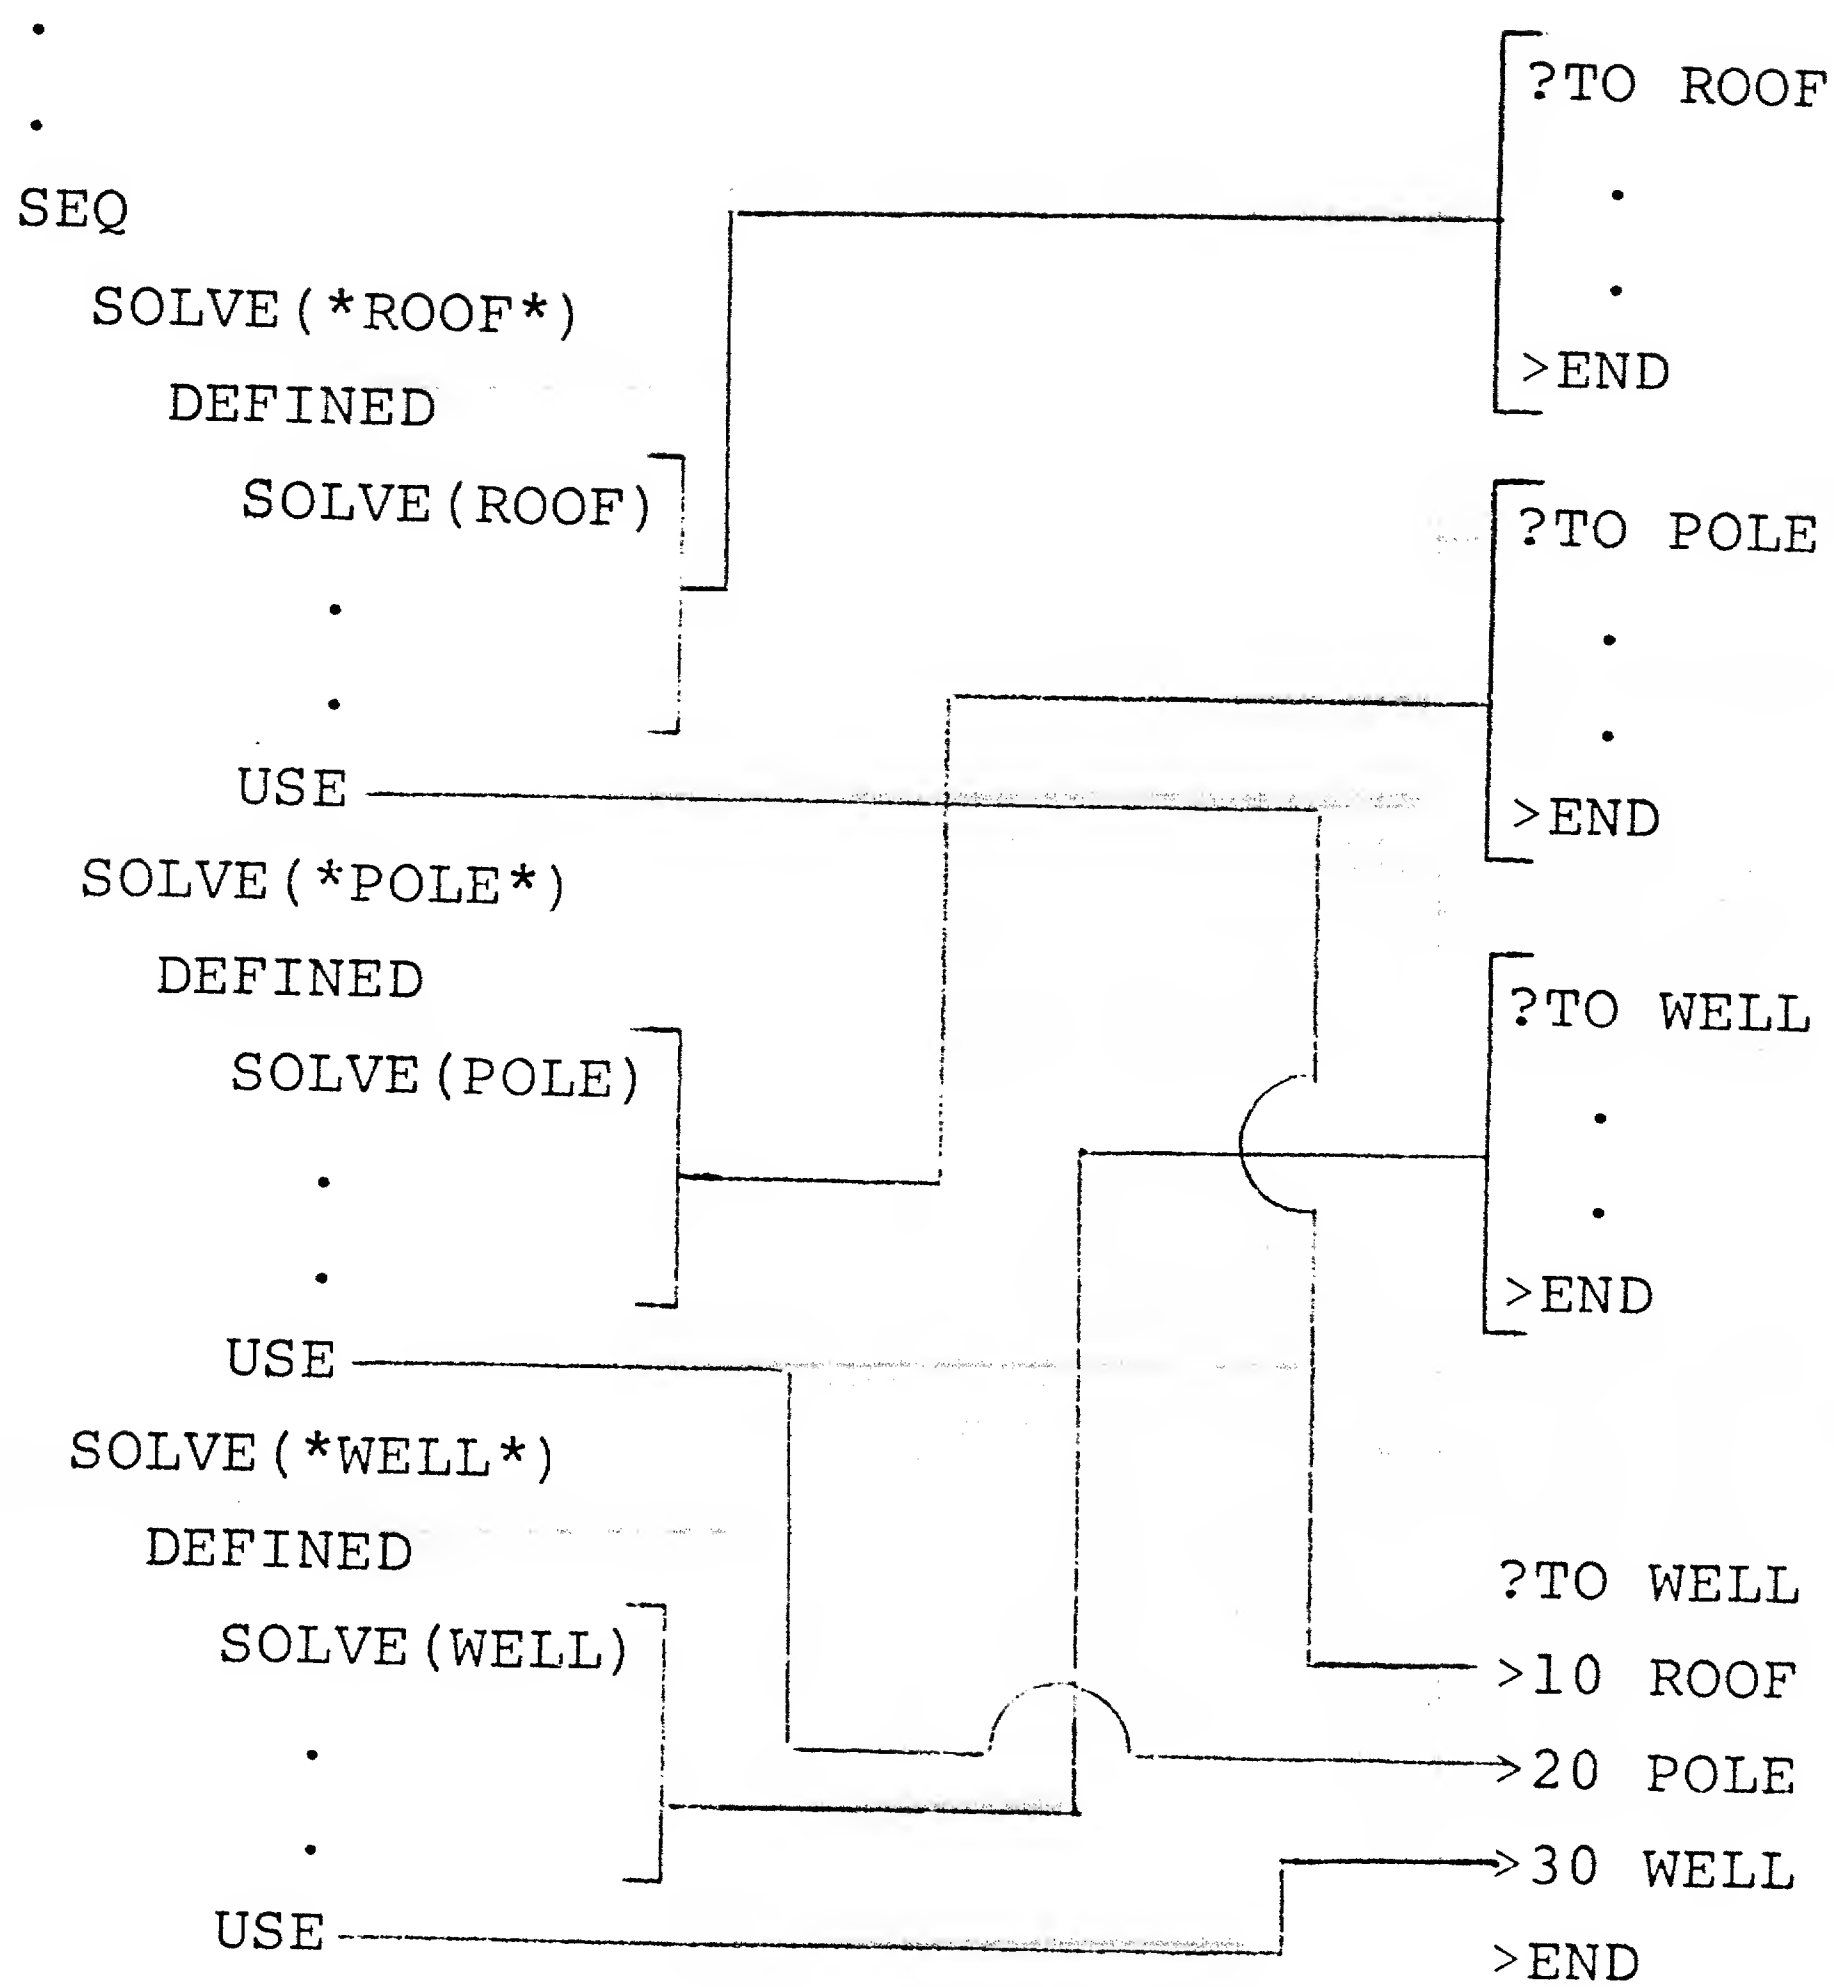 .
.
SEQ
SOLVE(*ROOF*)
DEFINED
SOLVE(ROOF)
.
.
USE
SOLVE(*POLE*)
DEFINED
SOLVE(POLE)
.
.
USE
SOLVE(*WELL*)
DEFINED
SOLVE(WELL)
.
.
USE
?TO ROOF
.
.
>END
?TO POLE
.
.
>END
?TO WELL
.
.
>END
?TO WELL
>10 ROOF
>20 POLE
>30 WELL
>END